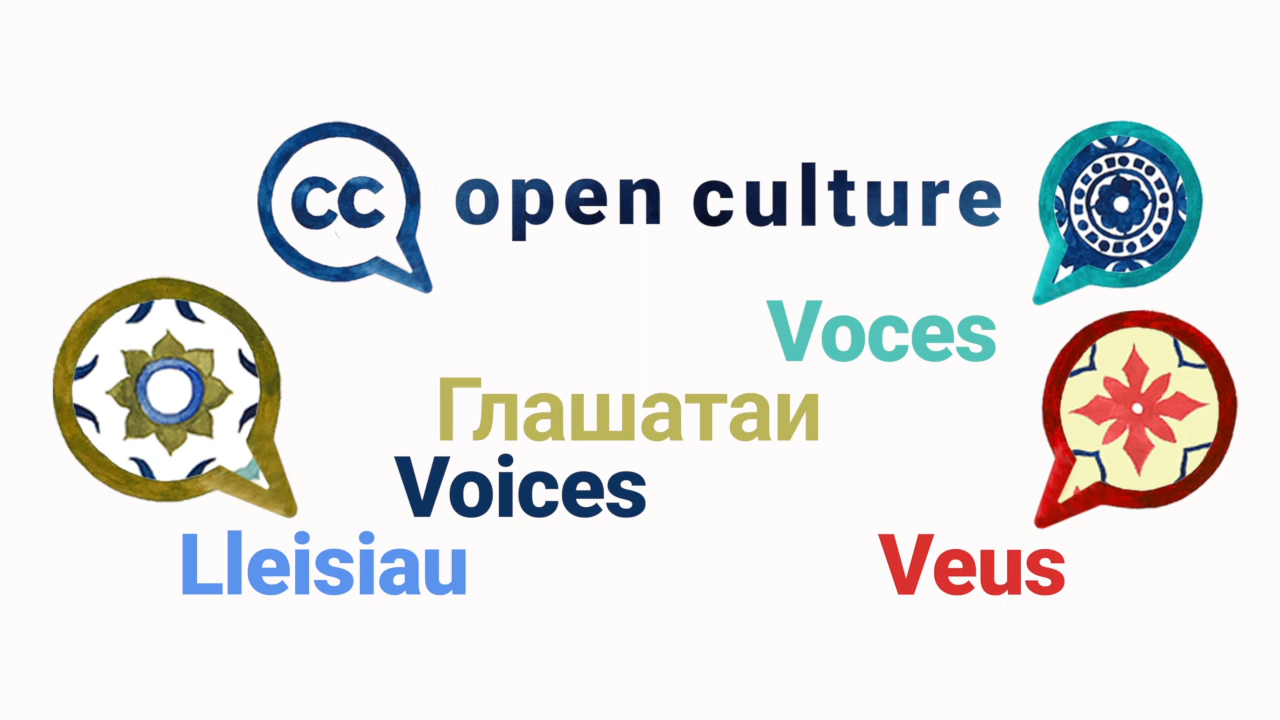 cc open culture
Voces
Глашатаи
Voices
Lleisiau
Veus